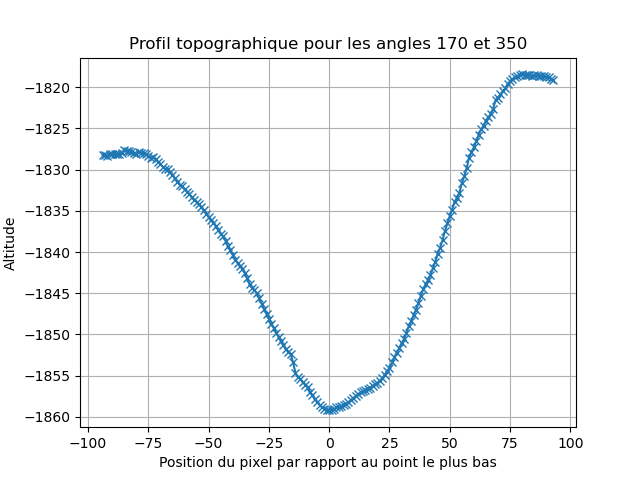 Profil topographique pour les angles 170 et 350
−1820
−1825
−1830
−1835
−1840
−1845
−1850
−1855
−1860
Altitude
−100 −75 −50 −25 0 25 50 75 100
Position du pixel par rapport au point le plus bas